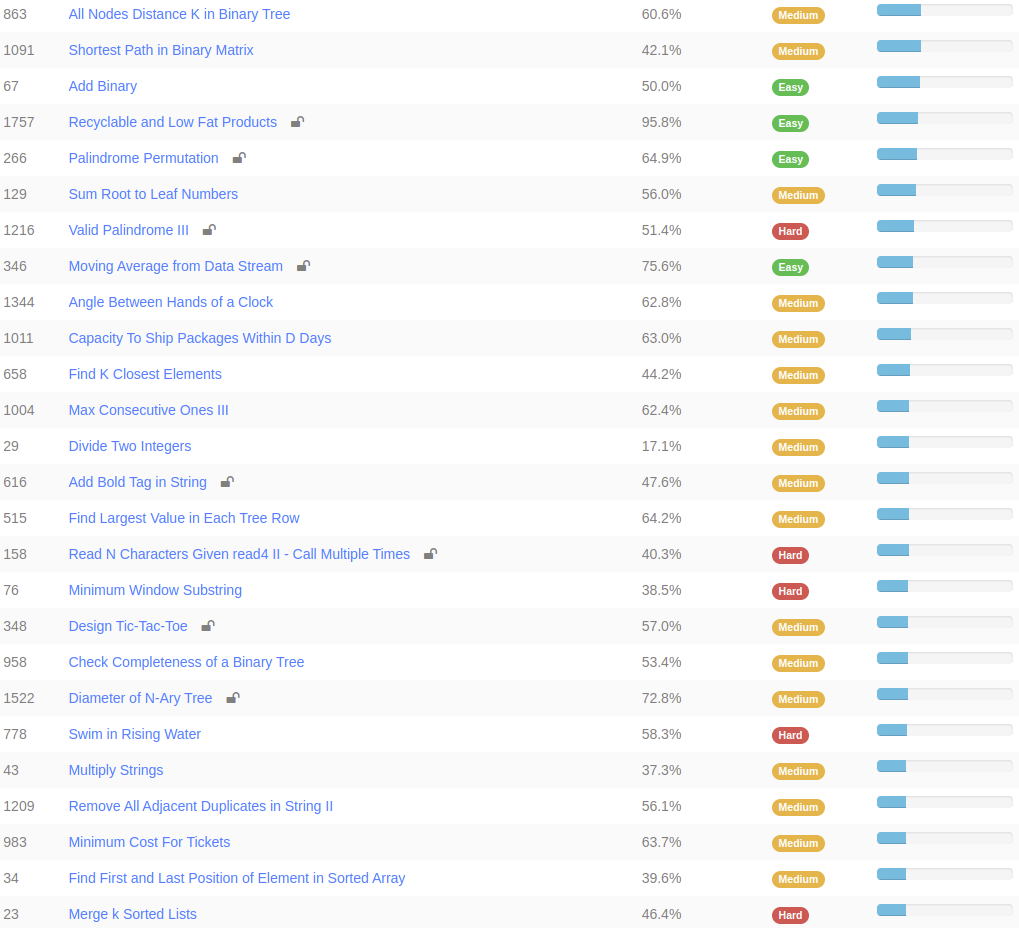 863 All Nodes Distance K in Binary Tree 60.6% Medium
1091 Shortest Path in Binary Matrix 42.1% Medium
67 Add Binary 50.0% Easy
1757 Recyclable and Low Fat Products 95.8% Easy
266 Palindrome Permutation 64.9% Easy
129 Sum Root to Leaf Numbers 56.0% Medium
1216 Valid Palindrome III 51.4% Hard
346 Moving Average from Data Stream 75.6% Easy
1344 Angle Between Hands of a Clock 62.8% Medium
1011 Capacity To Ship Packages Within D Days 63.0% Medium
658 Find K Closest Elements 44.2% Medium
1004 Max Consecutive Ones III 62.4% Medium
29 Divide Two Integers 17.1% Medium
616 Add Bold Tag in String 47.6% Medium
515 Find Largest Value in Each Tree Row 64.2% Medium
158 Read N Characters Given read4 II - Call Multiple Times 40.3% Hard
76 Minimum Window Substring 38.5% Hard
348 Design Tic-Tac-Toe 57.0% Medium
958 Check Completeness of a Binary Tree 53.4% Medium
1522 Diameter of N-Ary Tree 72.8% Medium
778 Swim in Rising Water 58.3% Hard
43 Multiply Strings 37.3% Medium
1209 Remove All Adjacent Duplicates in String II 56.1% Medium
983 Minimum Cost For Tickets 63.7% Medium
34 Find First and Last Position of Element in Sorted Array 39.6% Medium
23 Merge k Sorted Lists 46.4% Hard